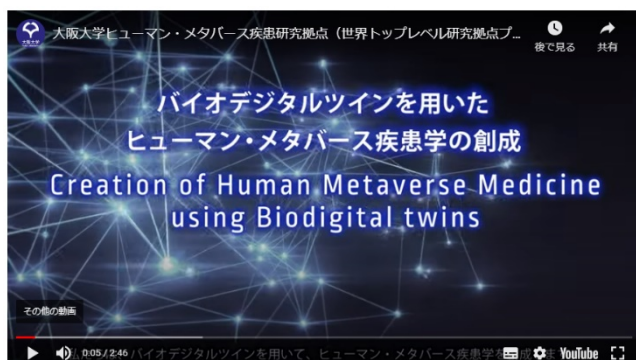 大阪大学
大阪大学ヒューマン・メタバース疾患研究拠点（世界トップレベル研究拠点プ...
後で見る
共有
バイオデジタルツインを用いた
ヒューマン・メタバース疾患学の創成
Creation of Human Metaverse Medicine
using Biodigital twins
その他の動画
バイオデジタルツインを用いて、ヒューマン・メタバース疾患学を
0:05 / 2:46
YouTube